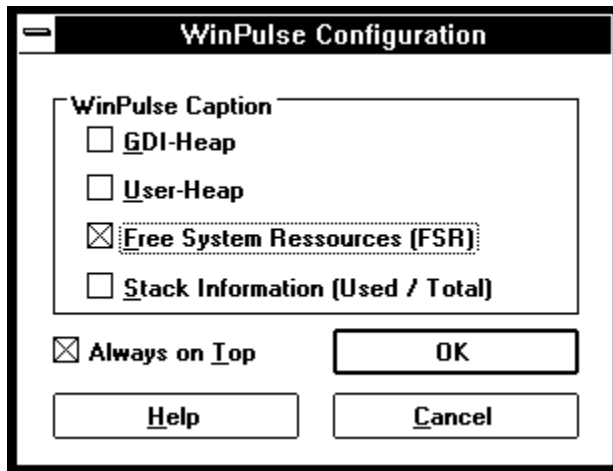 WinPulse Configuration
WinPulse Caption
GDI-Heap
User-Heap
Free System Ressources (FSR)
Stack Information (Used / Total)
Always on Top
OK
Help
Cancel